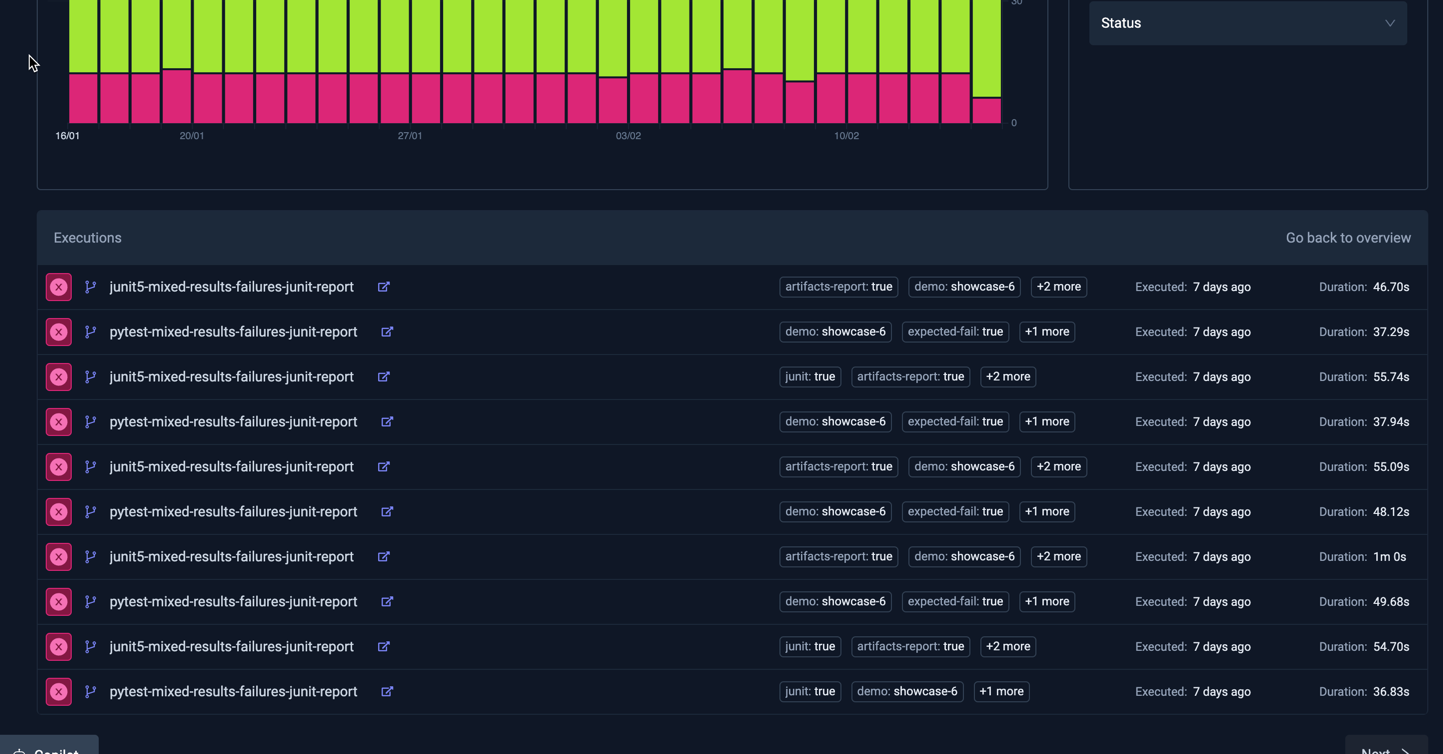 30
Status
0
16/01 20/01 27/01 03/02 10/02
Executions Go back to overview
junit5-mixed-results-failures-junit-report artifacts-report: true demo: showcase-6 +2 more Executed: 7 days ago Duration: 46.70s
pytest-mixed-results-failures-junit-report demo: showcase-6 expected-fail: true +1 more Executed: 7 days ago Duration: 37.29s
junit5-mixed-results-failures-junit-report junit: true artifacts-report: true +2 more Executed: 7 days ago Duration: 55.74s
pytest-mixed-results-failures-junit-report demo: showcase-6 expected-fail: true +1 more Executed: 7 days ago Duration: 37.94s
junit5-mixed-results-failures-junit-report artifacts-report: true demo: showcase-6 +2 more Executed: 7 days ago Duration: 55.09s
pytest-mixed-results-failures-junit-report demo: showcase-6 expected-fail: true +1 more Executed: 7 days ago Duration: 48.12s
junit5-mixed-results-failures-junit-report artifacts-report: true demo: showcase-6 +2 more Executed: 7 days ago Duration: 1m 0s
pytest-mixed-results-failures-junit-report demo: showcase-6 expected-fail: true +1 more Executed: 7 days ago Duration: 49.68s
junit5-mixed-results-failures-junit-report junit: true artifacts-report: true +2 more Executed: 7 days ago Duration: 54.70s
pytest-mixed-results-failures-junit-report junit: true demo: showcase-6 +1 more Executed: 7 days ago Duration: 36.83s
Copilot Next